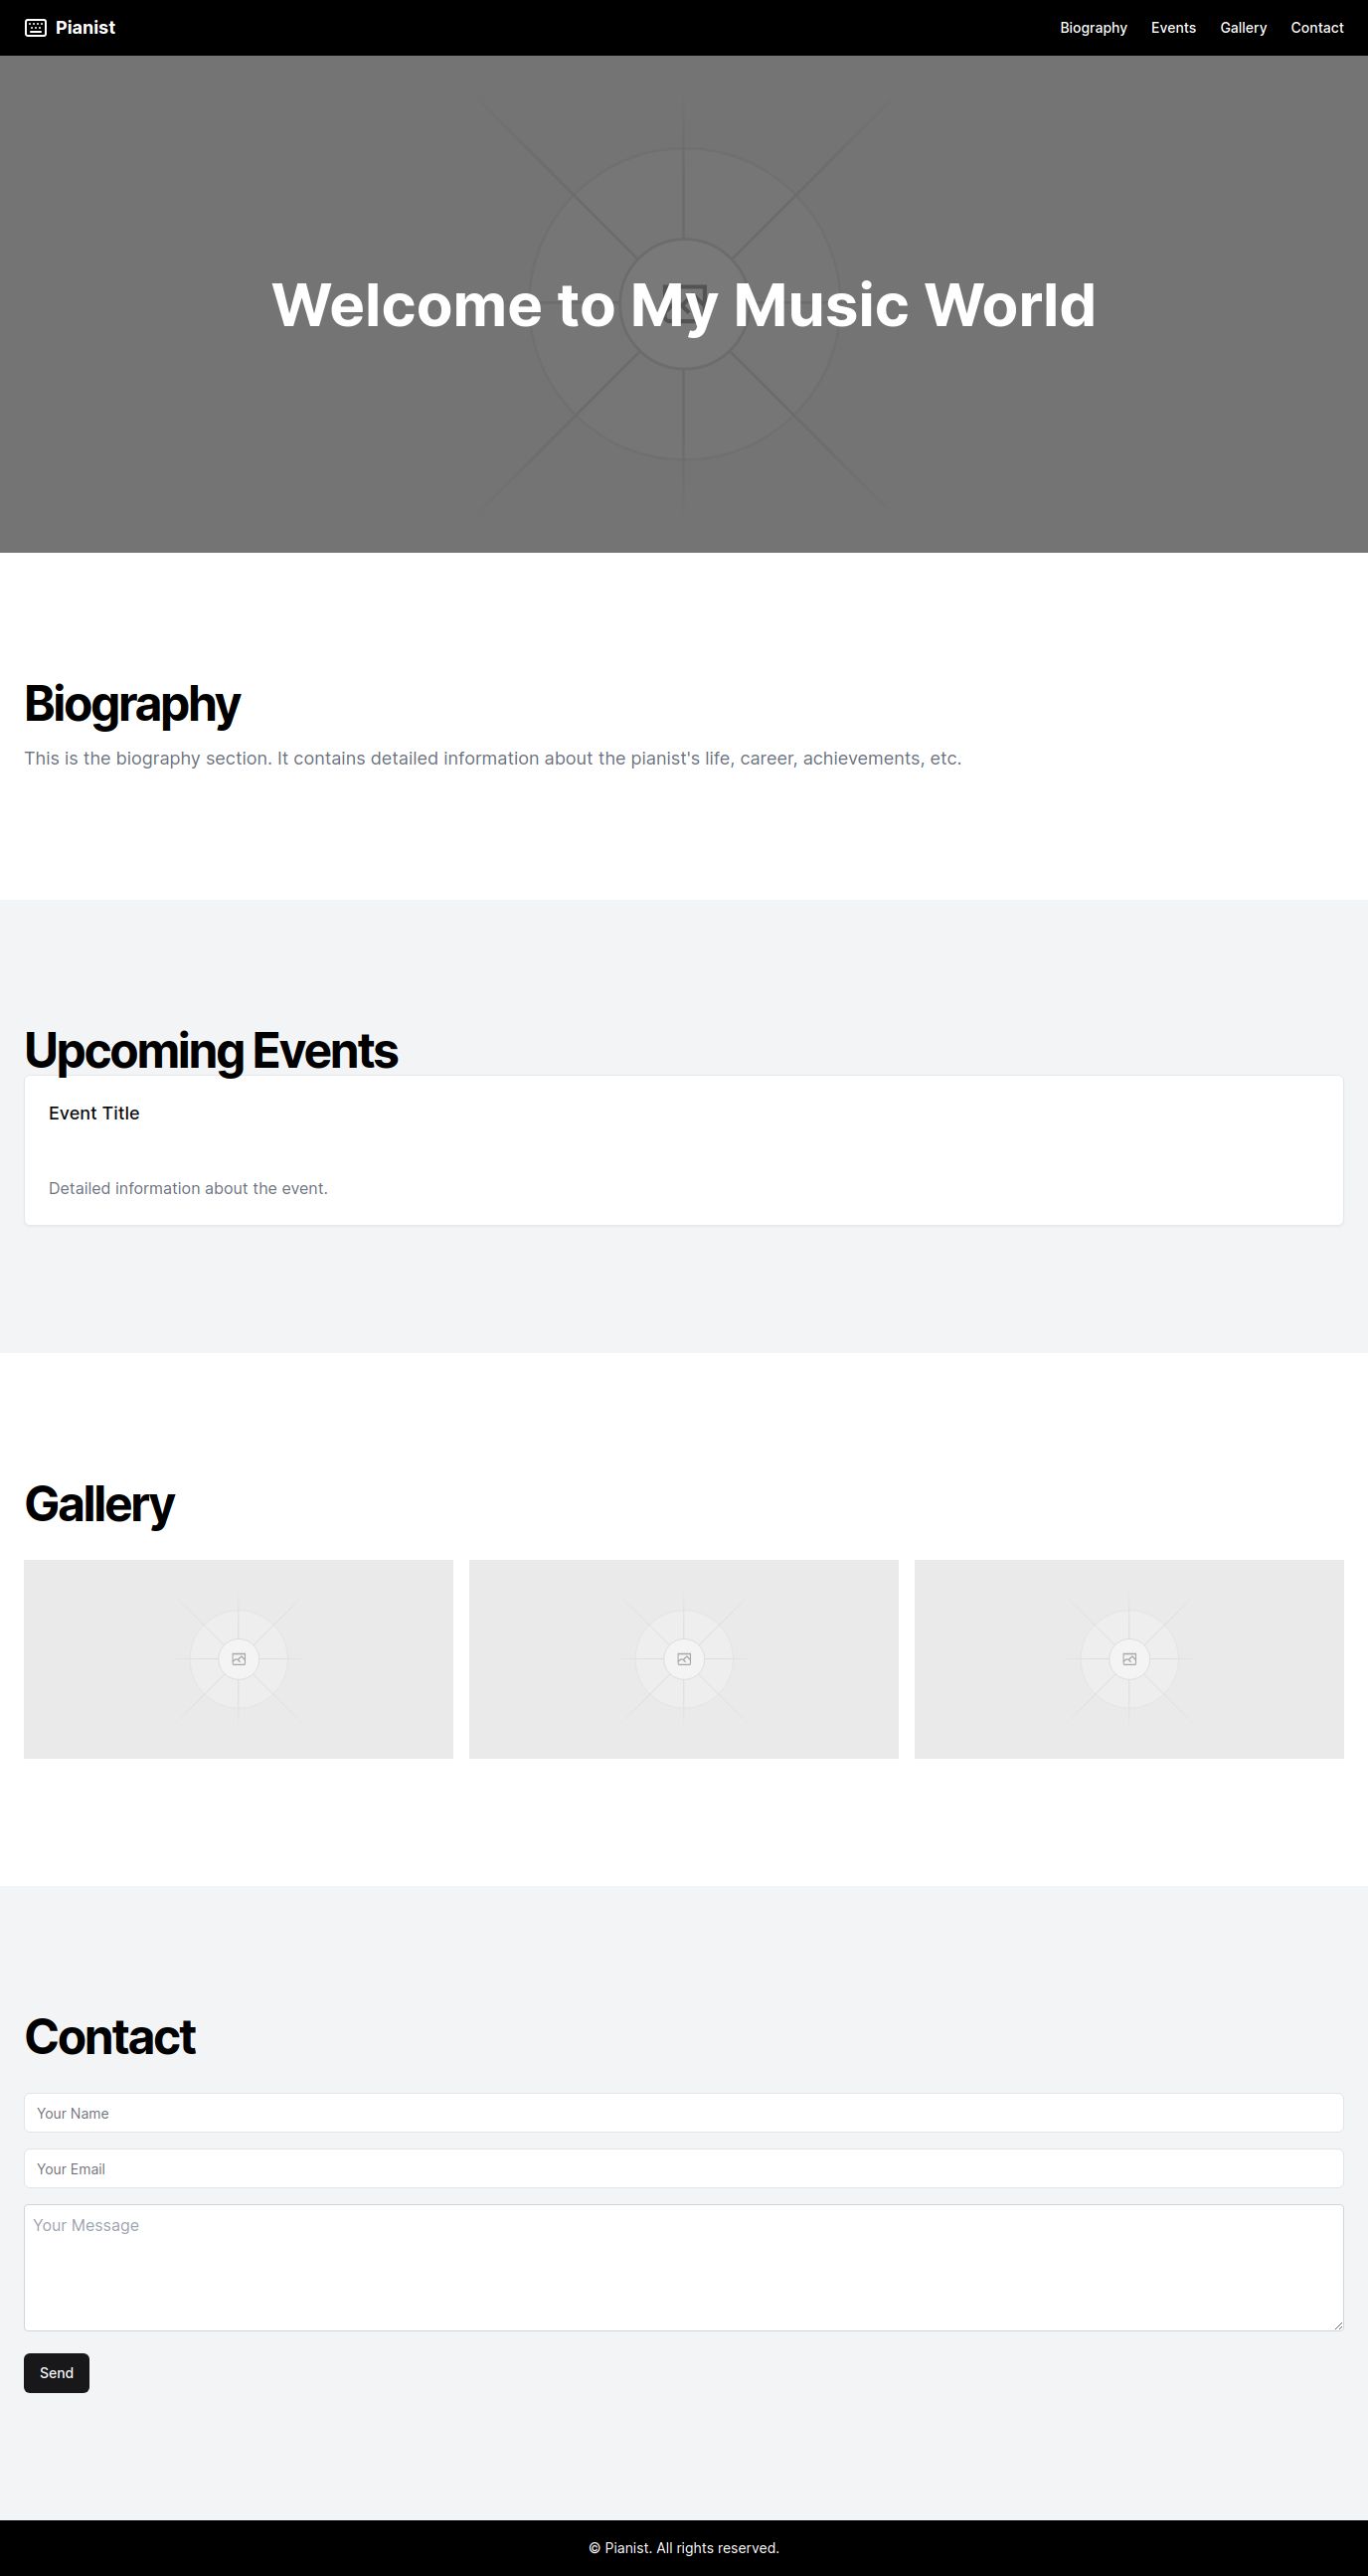 Pianist
Biography
Events
Gallery
Contact
Welcome to My Music World
Biography
This is the biography section. It contains detailed information about the pianist's life, career, achievements, etc.
Upcoming Events
Event Title
Detailed information about the event.
Gallery
Contact
Your Name
Your Email
Your Message
Send
© Pianist. All rights reserved.